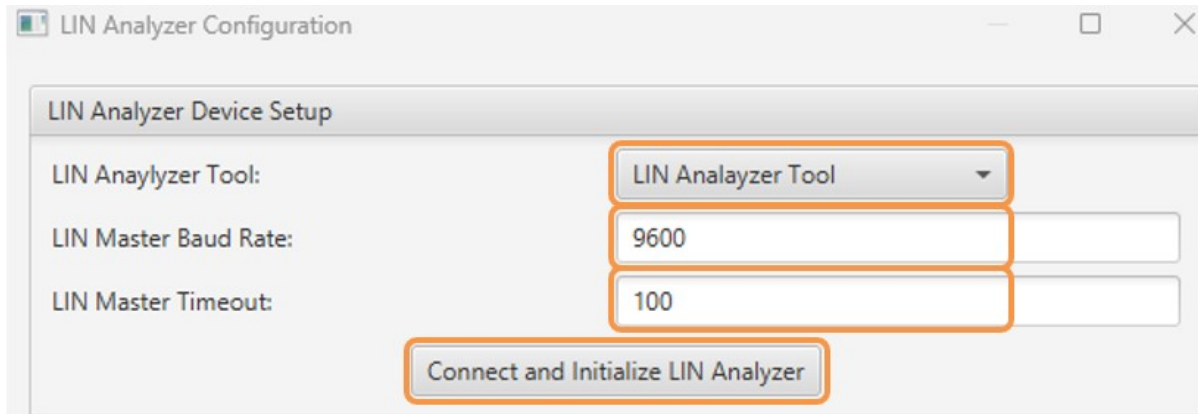 LIN Analyzer Configuration
LIN Analyzer Device Setup
LIN Anaylyzer Tool: LIN Analayzer Tool
LIN Master Baud Rate: 9600
LIN Master Timeout: 100
Connect and Initialize LIN Analyzer